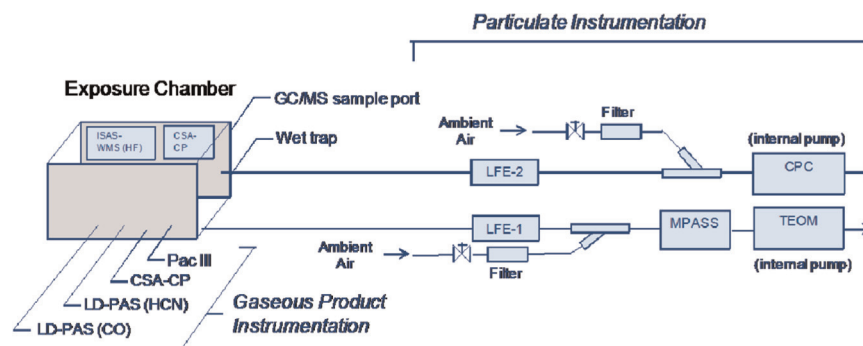 Particulate Instrumentation
Exposure Chamber
GC/MS sample port
Wet trap
ISAS-
WMS (HF)
CSA-
CP
Ambient
Air
Filter
(internal pump)
LFE-2
CPC
LFE-1
MPASS
TEOM
Ambient
Air
Filter
(internal pump)
Pac III
CSA-CP
LD-PAS (HCN)
LD-PAS (CO)
Gaseous Product
Instrumentation